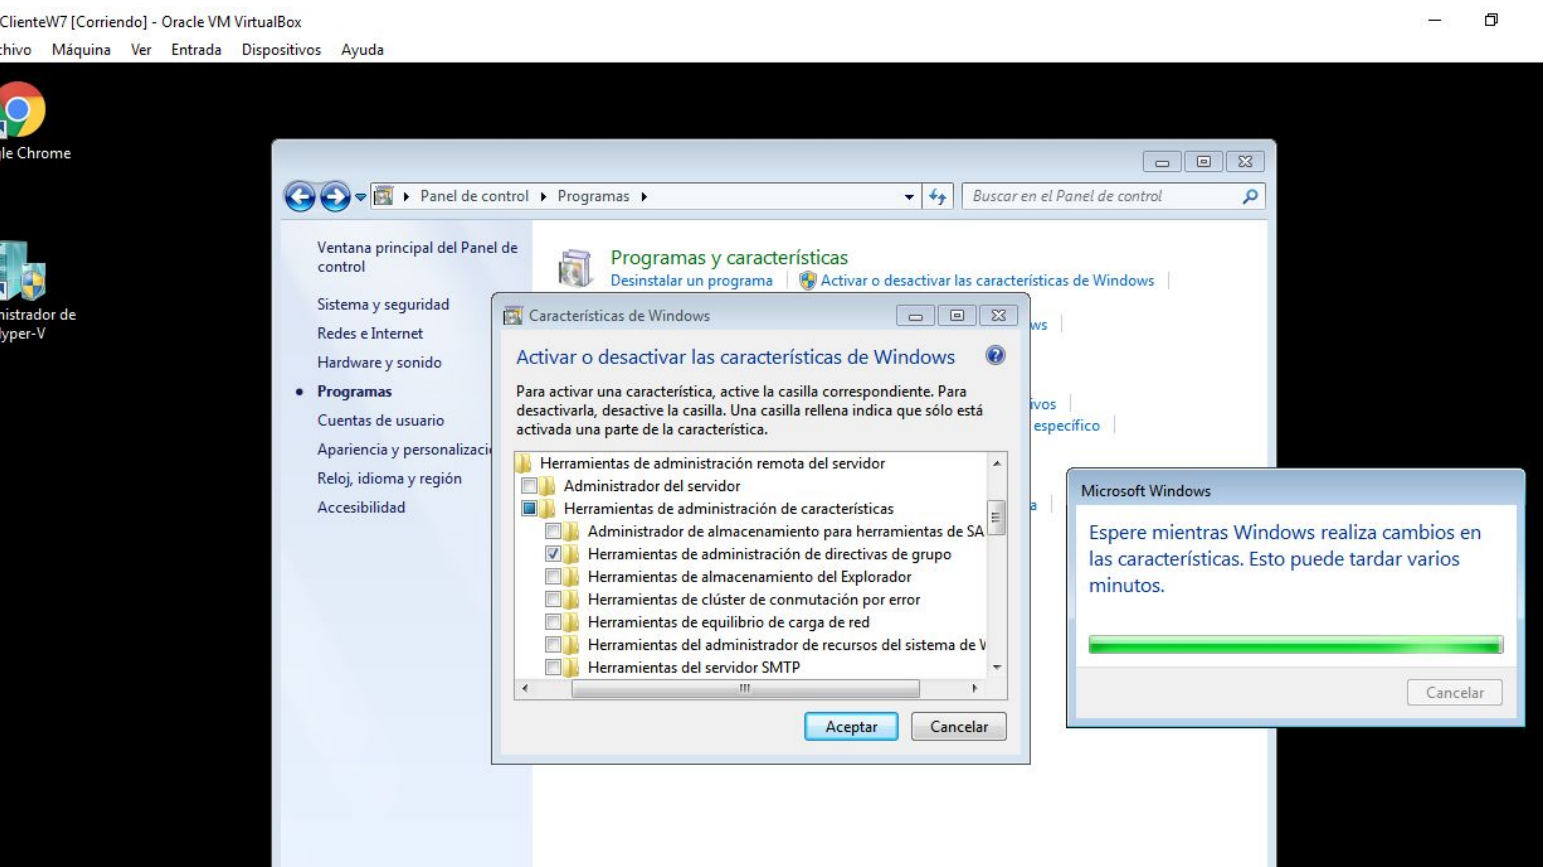 ClienteW7 [Corriendo] - Oracle VM VirtualBox
Máquina Ver Entrada Dispositivos Ayuda
Chrome
Panel de control Programas
Buscar en el Panel de control
Ventana principal del Panel de
control
Sistema y seguridad
Redes e Internet
Hardware y sonido
Programas
Cuentas de usuario
Apariencia y personalizació
Reloj, idioma y región
Accesibilidad
Programas y características
Desinstalar un programa
Activar o desactivar las características de Windows
ws
ivos
específico
a
de
yper-V
Características de Windows
Activar o desactivar las características de Windows
Para activar una característica, active la casilla correspondiente. Para
desactivarla, desactive la casilla. Una casilla rellena indica que sólo está
activada una parte de la característica.
Herramientas de administración remota del servidor
Administrador del servidor
Herramientas de administración de características
Administrador de almacenamiento para herramientas de SA
Herramientas de administración de directivas de grupo
Herramientas de almacenamiento del Explorador
Herramientas de clúster de conmutación por error
Herramientas de equilibrio de carga de red
Herramientas del administrador de recursos del sistema de
Herramientas del servidor SMTP
Aceptar
Cancelar
Microsoft Windows
Espere mientras Windows realiza cambios en
las características. Esto puede tardar varios
minutos.
Cancelar